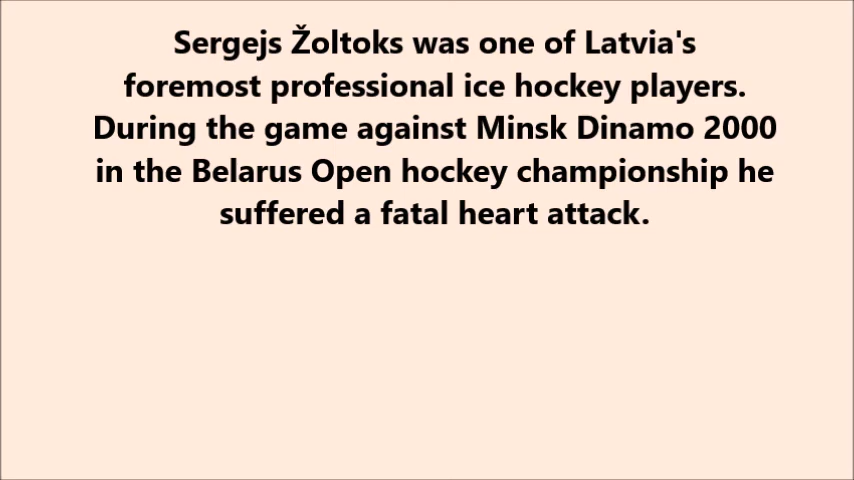 Sergejs Žoltoks was one of Latvia's
foremost professional ice hockey players.
During the game against Minsk Dinamo 2000
in the Belarus Open hockey championship he
suffered a fatal heart attack.